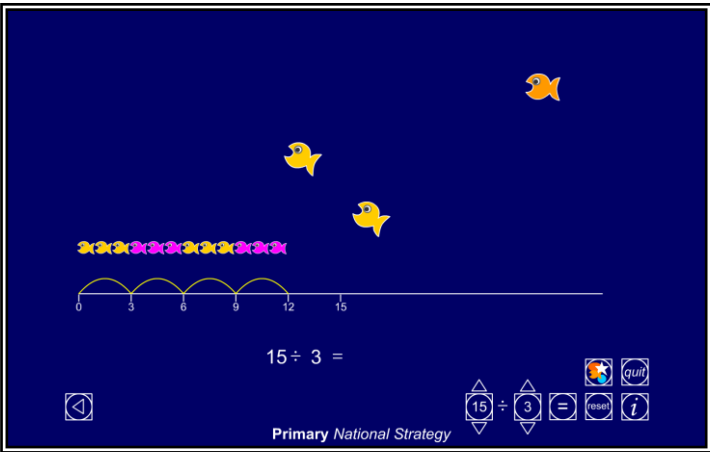 0 3 6 9 12 15
15 ÷ 3 =
quit
15 ÷ 3 = reset i
Primary National Strategy